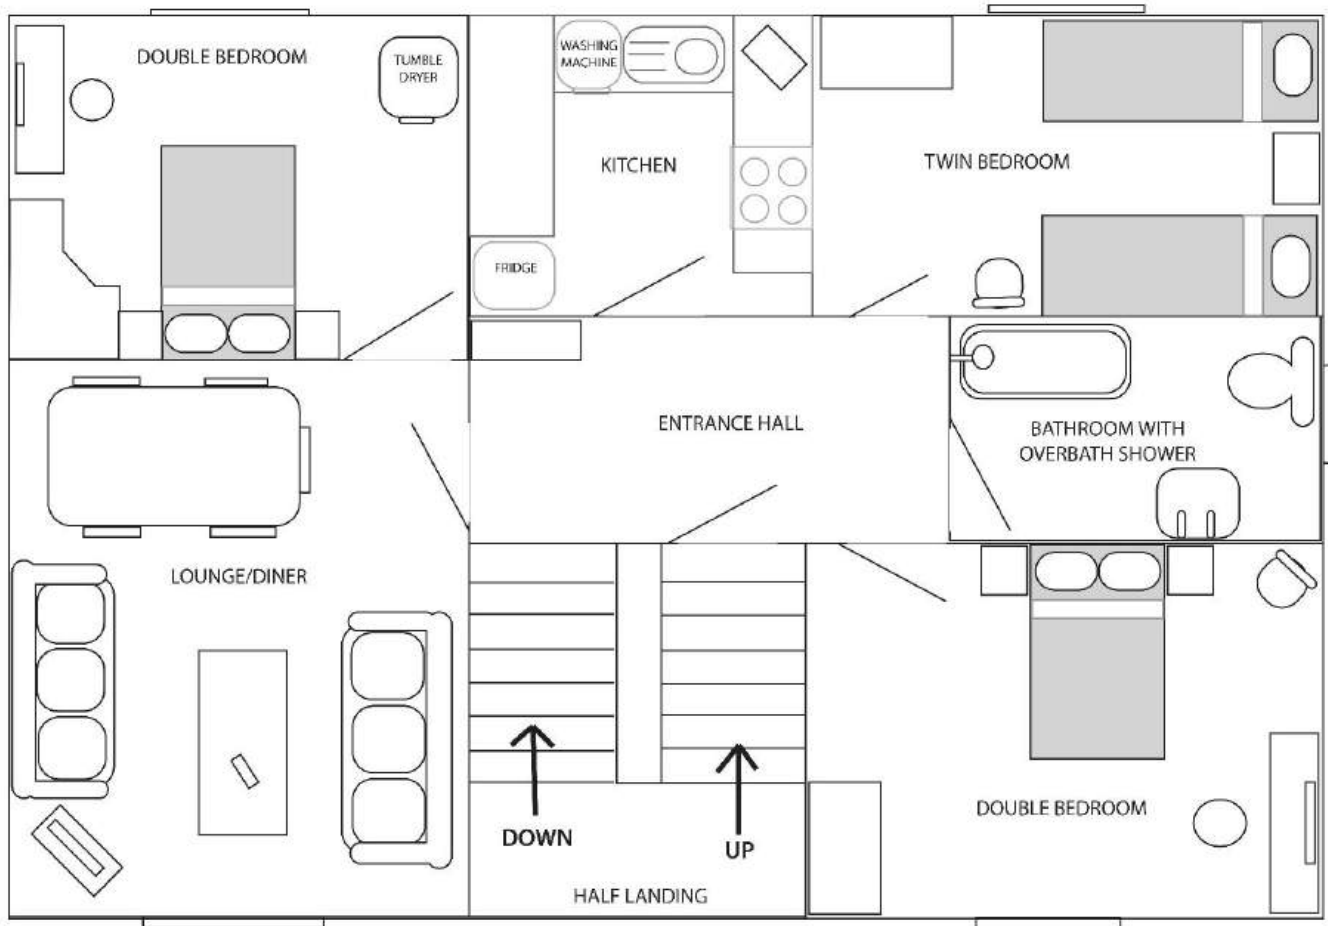 DOUBLE BEDROOM
TUMBLE
DRYER
WASHING
MACHINE
KITCHEN
TWIN BEDROOM
FRIDGE
ENTRANCE HALL
BATHROOM WITH
OVERBATH SHOWER
LOUNGE/DINER
DOWN
UP
DOUBLE BEDROOM
HALF LANDING